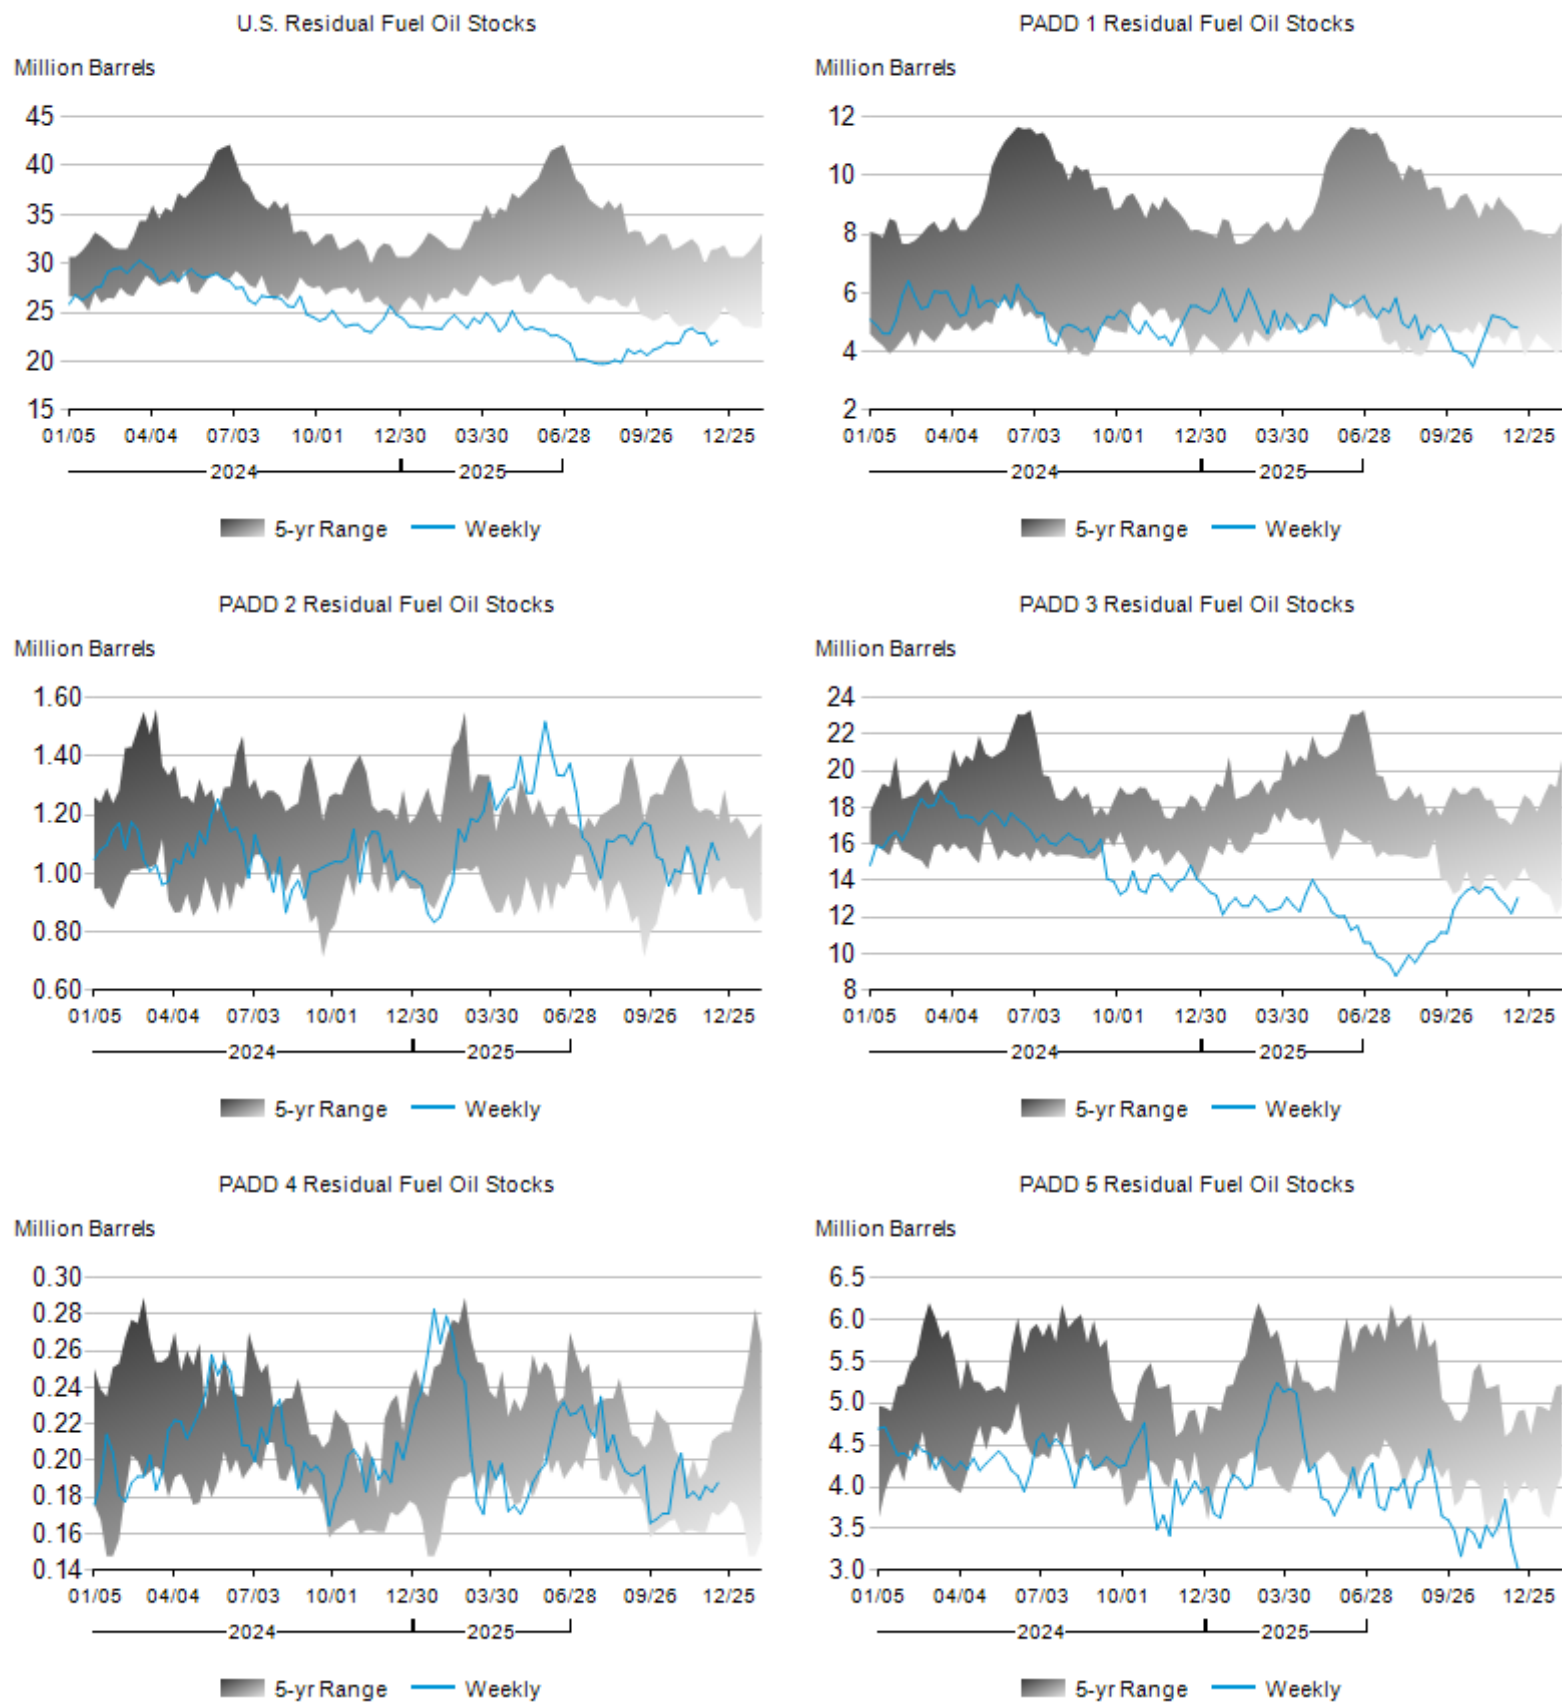 U.S. Residual Fuel Oil Stocks
Million Barrels
45
40
35
30
25
20
15
01/05 04/04 07/03 10/01 12/30 03/30 06/28 09/26 12/25
2024 2025
5-yr Range Weekly
PADD 1 Residual Fuel Oil Stocks
Million Barrels
12
10
8
6
4
2
01/05 04/04 07/03 10/01 12/30 03/30 06/28 09/26 12/25
2024 2025
5-yr Range Weekly
PADD 2 Residual Fuel Oil Stocks
Million Barrels
1.60
1.40
1.20
1.00
0.80
0.60
01/05 04/04 07/03 10/01 12/30 03/30 06/28 09/26 12/25
2024 2025
5-yr Range Weekly
PADD 3 Residual Fuel Oil Stocks
Million Barrels
24
22
20
18
16
14
12
10
8
01/05 04/04 07/03 10/01 12/30 03/30 06/28 09/26 12/25
2024 2025
5-yr Range Weekly
PADD 4 Residual Fuel Oil Stocks
Million Barrels
0.30
0.28
0.26
0.24
0.22
0.20
0.18
0.16
0.14
01/05 04/04 07/03 10/01 12/30 03/30 06/28 09/26 12/25
2024 2025
5-yr Range Weekly
PADD 5 Residual Fuel Oil Stocks
Million Barrels
6.5
6.0
5.5
5.0
4.5
4.0
3.5
3.0
01/05 04/04 07/03 10/01 12/30 03/30 06/28 09/26 12/25
2024 2025
5-yr Range Weekly